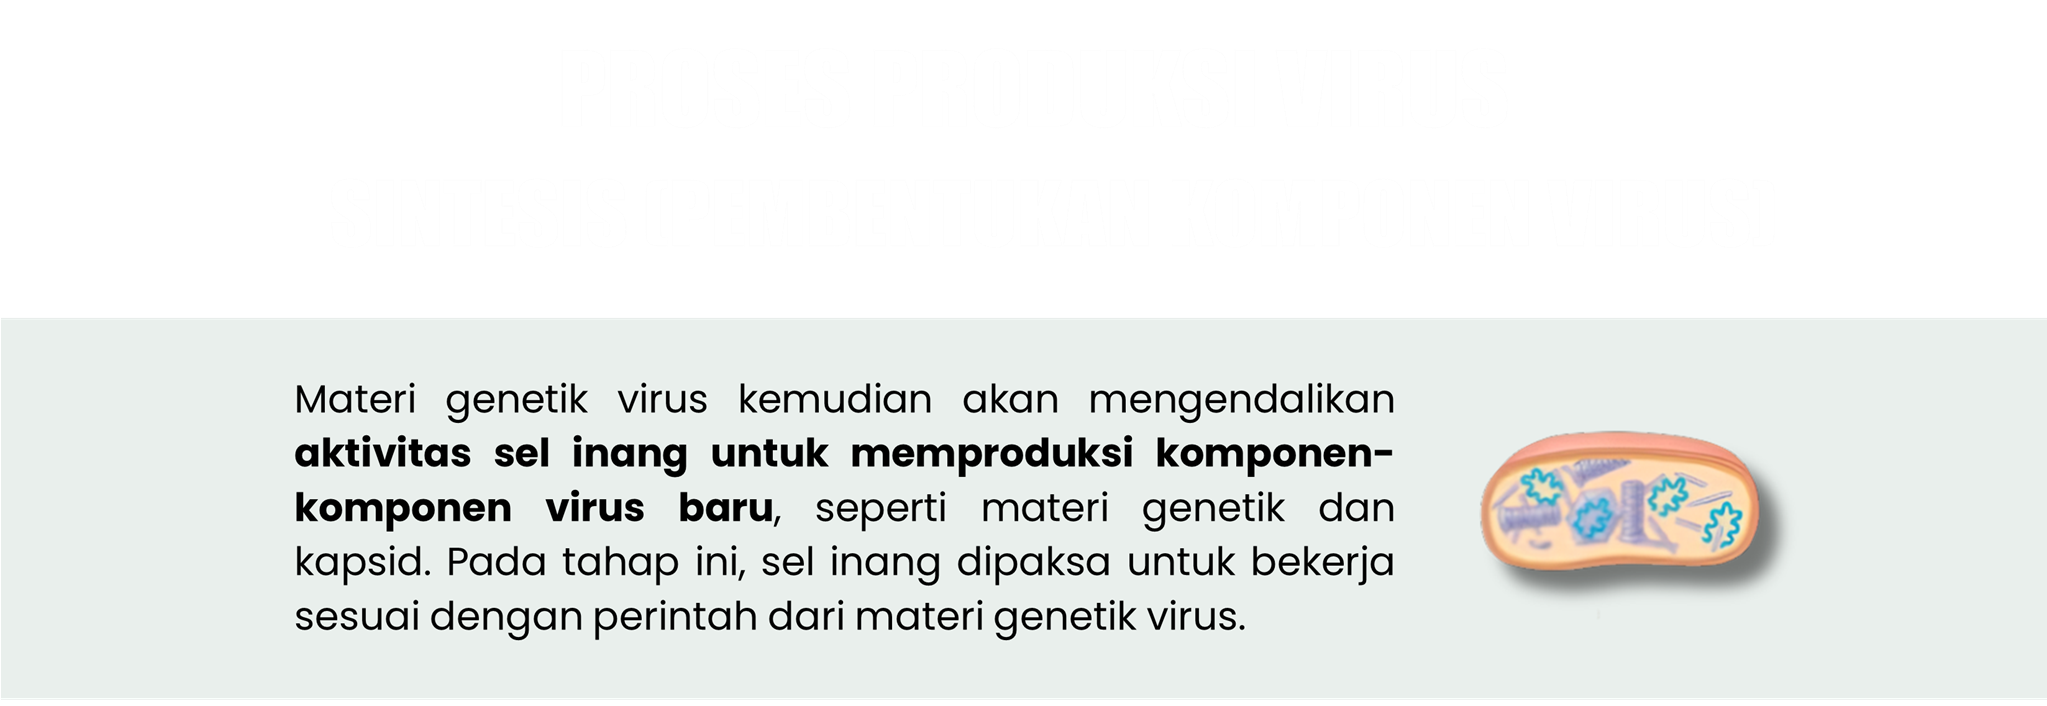 Materi genetik virus kemudian akan mengendalikan
aktivitas sel inang untuk memproduksi komponen-
komponen virus baru, seperti materi genetik dan
kapsid. Pada tahap ini, sel inang dipaksa untuk bekerja
sesuai dengan perintah dari materi genetik virus.